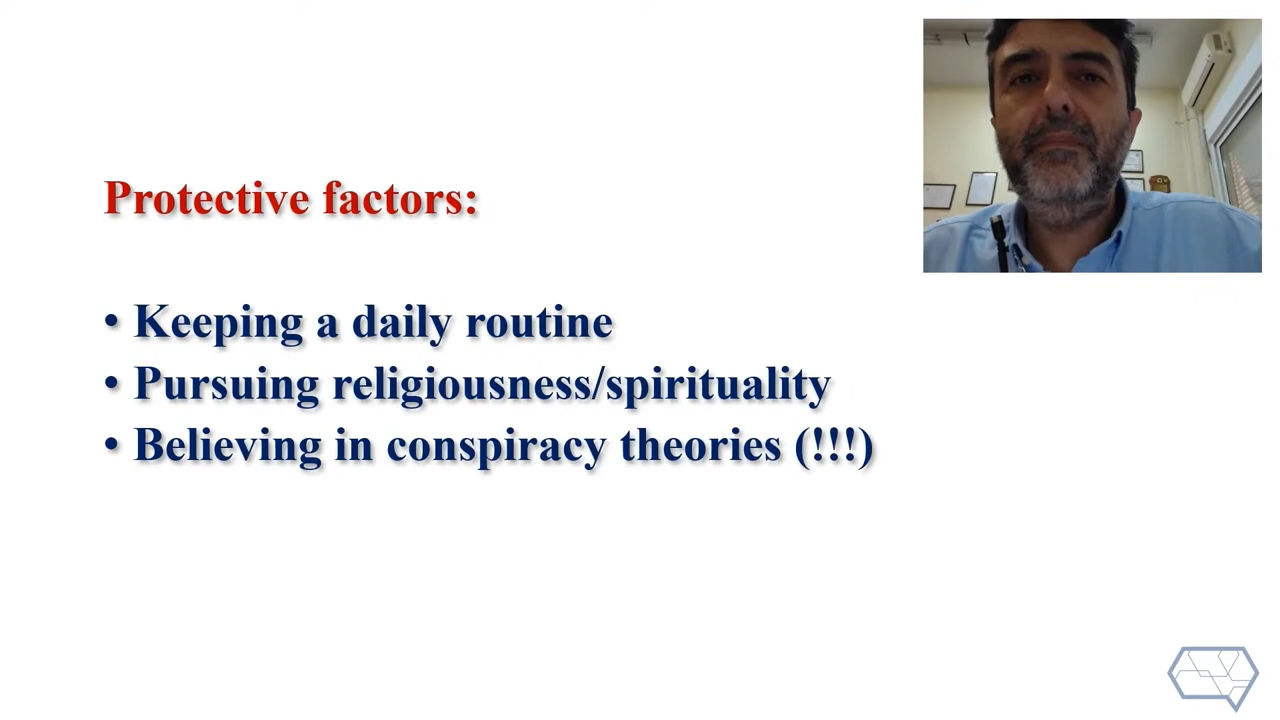 Protective factors:
• Keeping a daily routine
• Pursuing religiousness/spirituality
• Believing in conspiracy theories (!!!)